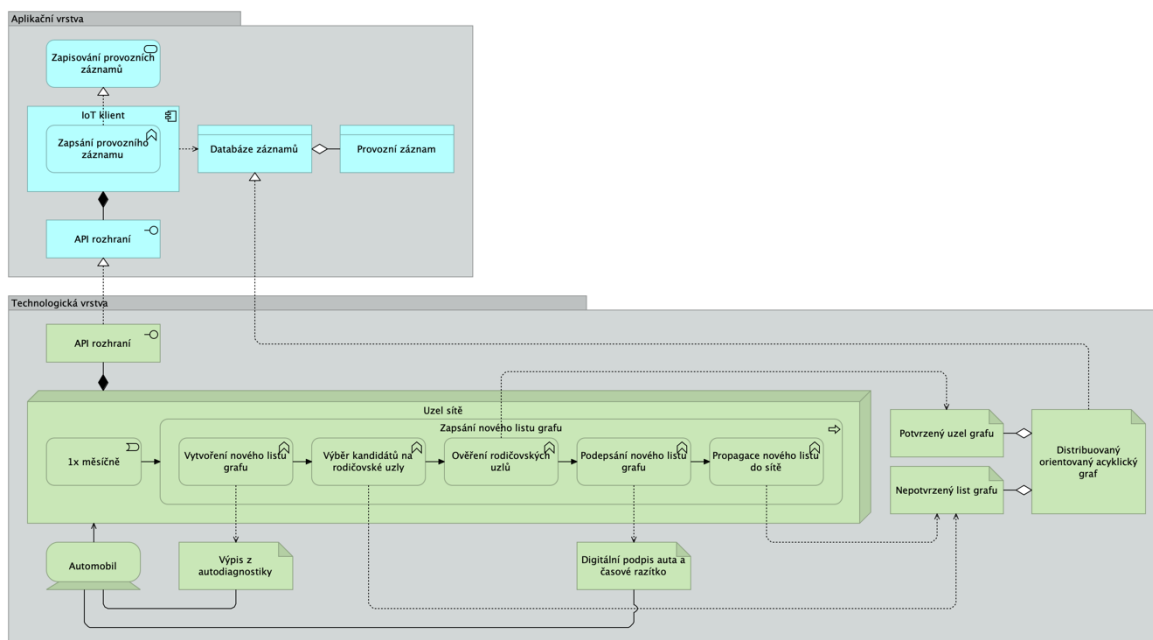 Aplikační vrstva
Zapisování provozních
záznamů
IoT klient
Zapsání provozního
záznamu
Databáze záznamů
Provozní záznam
API rozhraní
Technologická vrstva
API rozhraní
Uzel sítě
Zapsání nového listu grafu
1x měsíčně
Vytvoření nového listu
grafu
Výběr kandidátů na
rodičovské uzly
Ověření rodičovských
uzlů
Podepsání nového listu
grafu
Propagace nového listu
do sítě
Potvrzený uzel grafu
Nepotvrzený list grafu
Distribuovaný
orientovaný acyklický
graf
Automobil
Výpis z
autodiagnostiky
Digitální podpis auta a
časové razítko